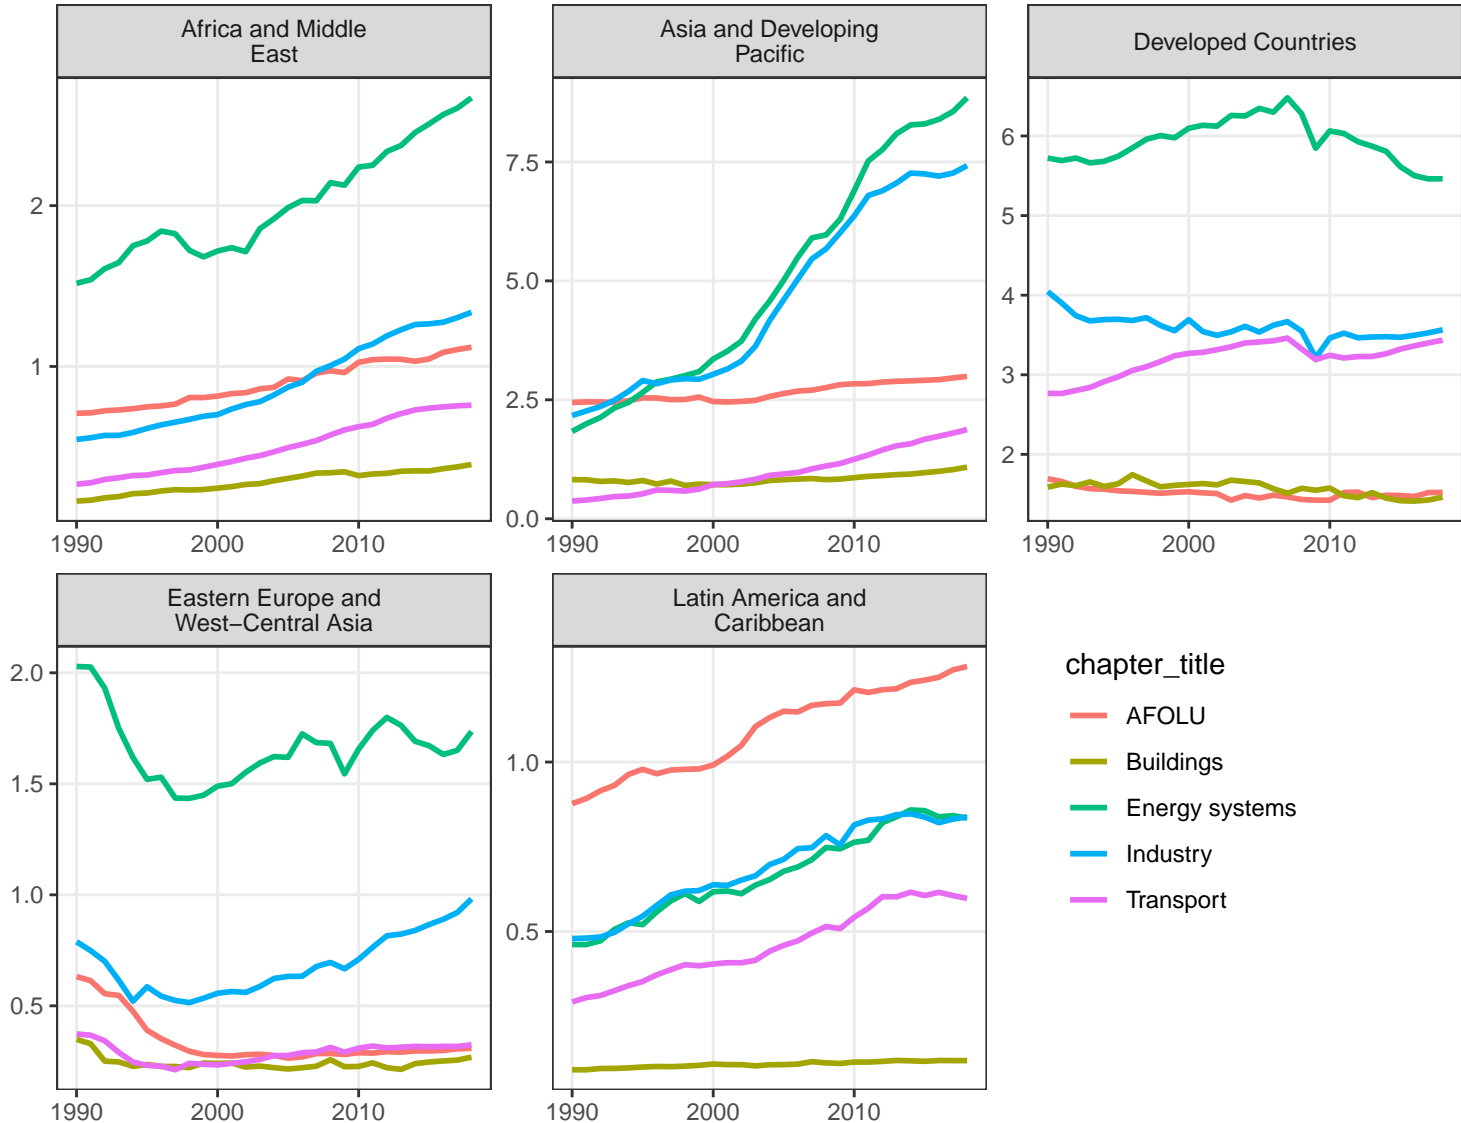 Africa and Middle
East
Asia and Developing
Pacific
Developed Countries
2
1
1990 2000 2010
7.5
5.0
2.5
0.0
1990 2000 2010
6
5
4
3
2
1990 2000 2010
Eastern Europe and
West−Central Asia
Latin America and
Caribbean
2.0
1.5
1.0
0.5
1990 2000 2010
1.0
0.5
1990 2000 2010
chapter_title
AFOLU
Buildings
Energy systems
Industry
Transport